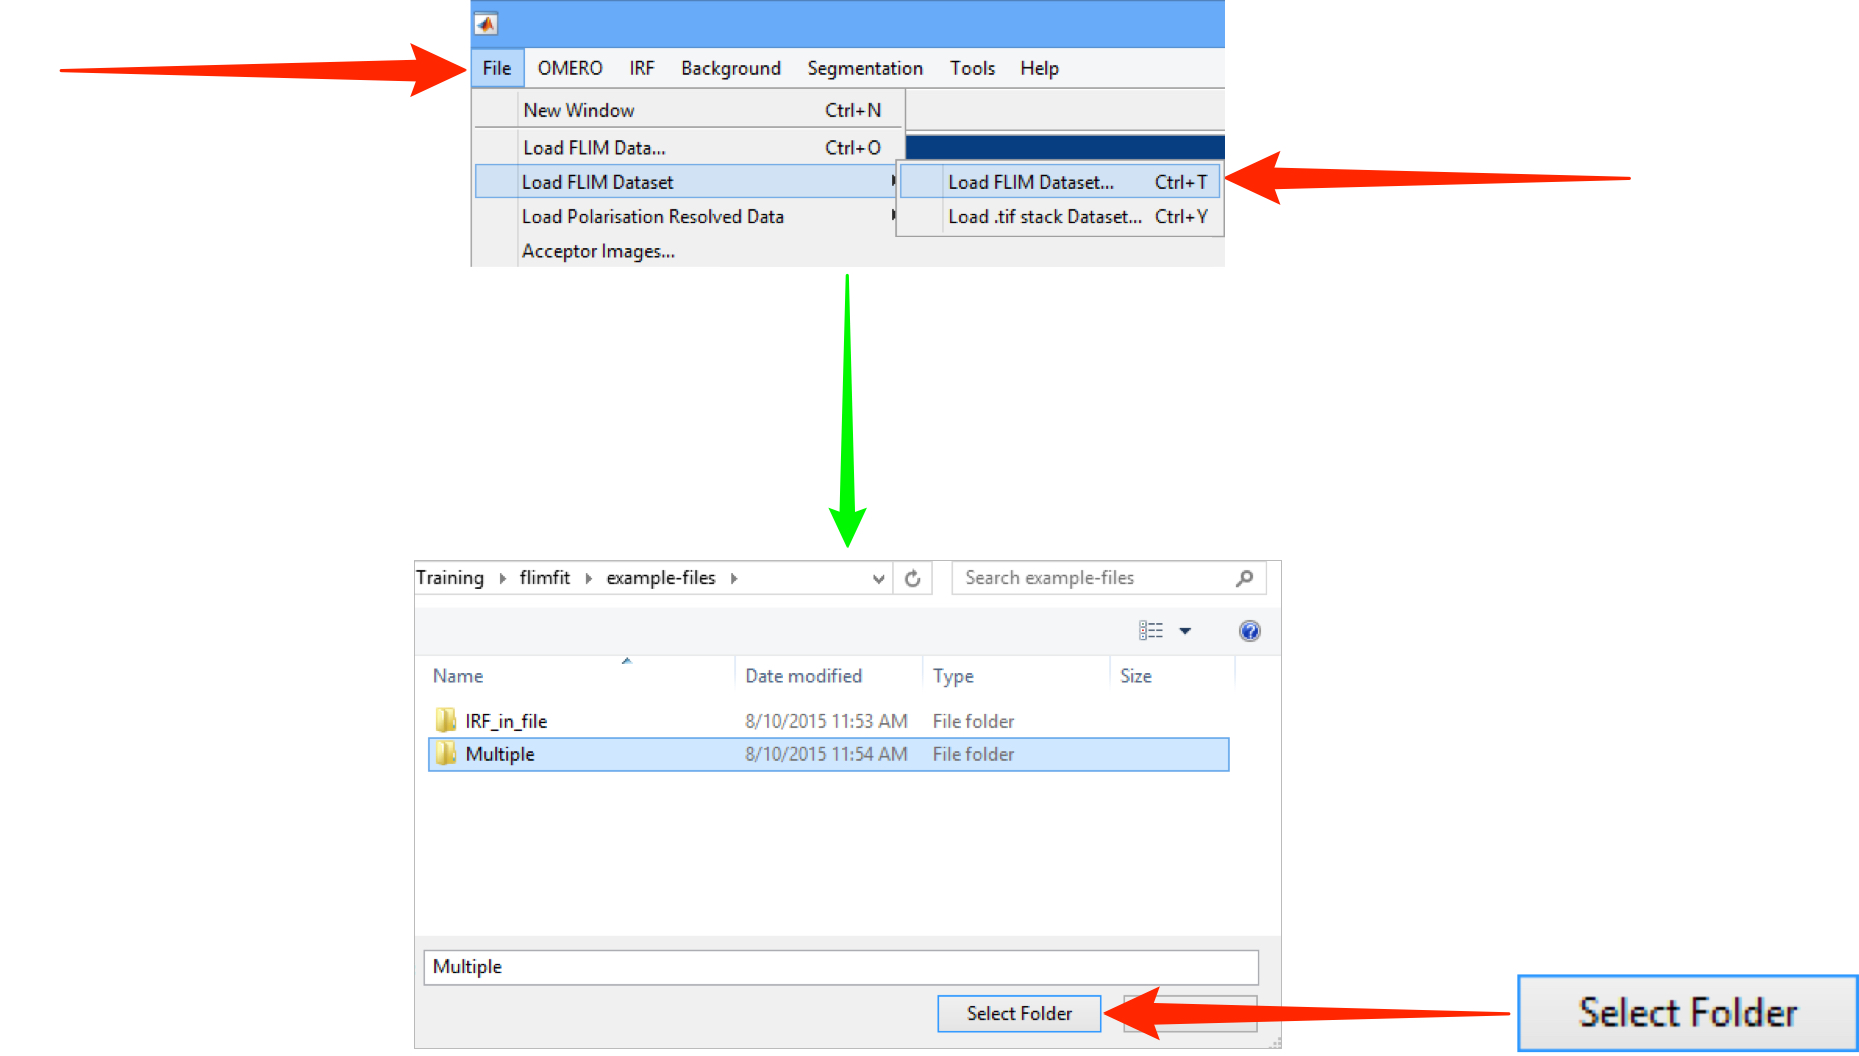 File OMERO IRF Background Segmentation Tools Help
New Window Ctrl+N
Load FLIM Data... Ctrl+O
Load FLIM Dataset
Load FLIM Dataset... Ctrl+T
Load Polarisation Resolved Data
Load .tif stack Dataset... Ctrl+Y
Acceptor Images...
Training flimfit example-files Search example-files
Name Date modified Type Size
IRF_in_file 8/10/2015 11:53 AM File folder
Multiple 8/10/2015 11:54 AM File folder
Multiple
Select Folder
Select Folder